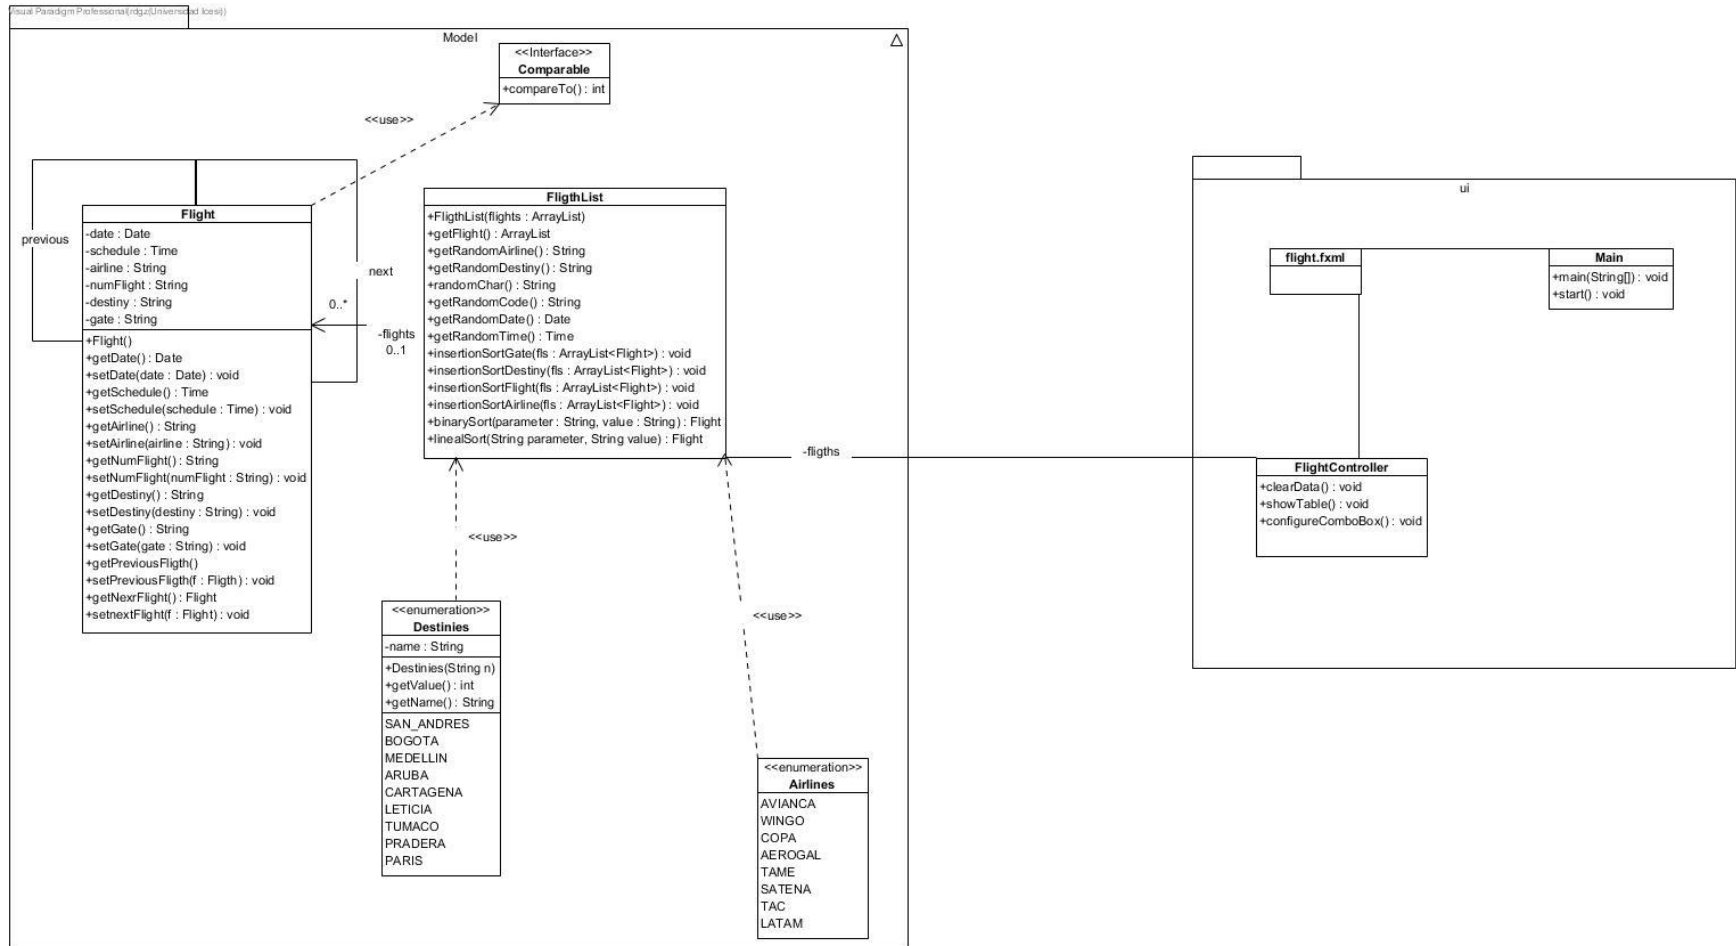 Visual Paradigm Professional(rdgz(Universidad Icesi))
Model
<<Interface>>
Comparable
+compareTo() : int
<<use>>
previous
next
Flight
-date : Date
-schedule : Time
-airline : String
-numFlight : String
-destiny : String
-gate : String
+Flight()
+getDate() : Date
+setDate(date : Date) : void
+getSchedule() : Time
+setSchedule(schedule : Time) : void
+getAirline() : String
+setAirline(airline : String) : void
+getNumFlight() : String
+setNumFlight(numFlight : String) : void
+getDestiny() : String
+setDestiny(destiny : String) : void
+getGate() : String
+setGate(gate : String) : void
+getPreviousFligth()
+setPreviousFligth(f : Fligth) : void
+getNexrFlight() : Flight
+setnextFlight(f : Flight) : void
0..*
-flights
0..1
FligthList
+FligthList(flights : ArrayList)
+getFlight() : ArrayList
+getRandomAirline() : String
+getRandomDestiny() : String
+randomChar() : String
+getRandomCode() : String
+getRandomDate() : Date
+getRandomTime() : Time
+insertionSortGate(fls : ArrayList<Flight>) : void
+insertionSortDestiny(fls : ArrayList<Flight>) : void
+insertionSortFlight(fls : ArrayList<Flight>) : void
+insertionSortAirline(fls : ArrayList<Flight>) : void
+binarySort(parameter : String, value : String) : Flight
+linealSort(String parameter, String value) : Flight
-fligths
<<use>>
<<use>>
<<enumeration>>
Destinies
-name : String
+Destinies(String n)
+getValue() : int
+getName() : String
SAN_ANDRES
BOGOTA
MEDELLIN
ARUBA
CARTAGENA
LETICIA
TUMACO
PRADERA
PARIS
<<enumeration>>
Airlines
AVIANCA
WINGO
COPA
AEROGAL
TAME
SATENA
TAC
LATAM
ui
flight.fxml
Main
+main(String[]) : void
+start() : void
FlightController
+clearData() : void
+showTable() : void
+configureComboBox() : void